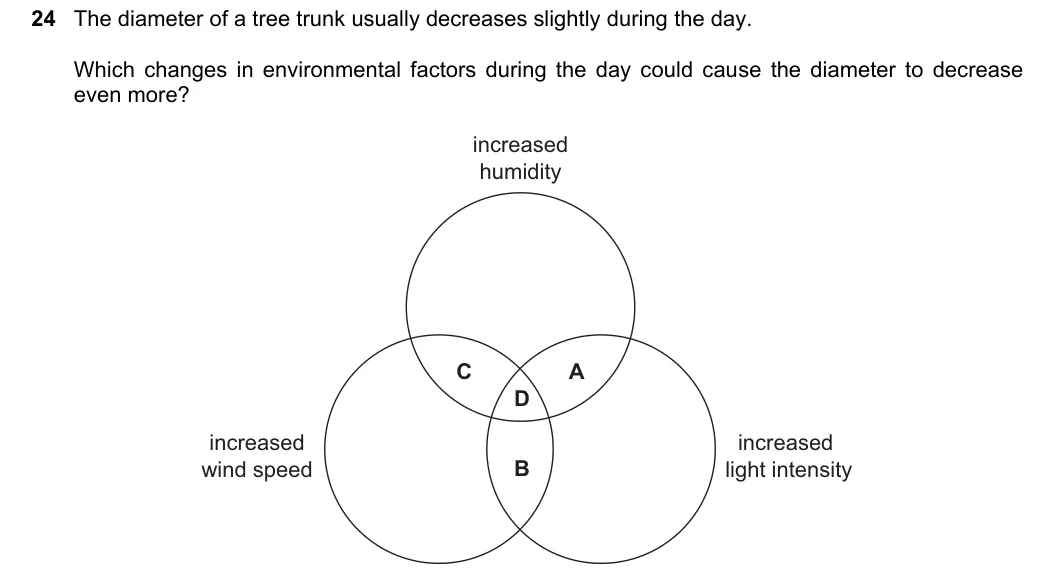 24 The diameter of a tree trunk usually decreases slightly during the day.
Which changes in environmental factors during the day could cause the diameter to decrease
even more?
increased
humidity
C
A
D
increased
wind speed
increased
light intensity
B